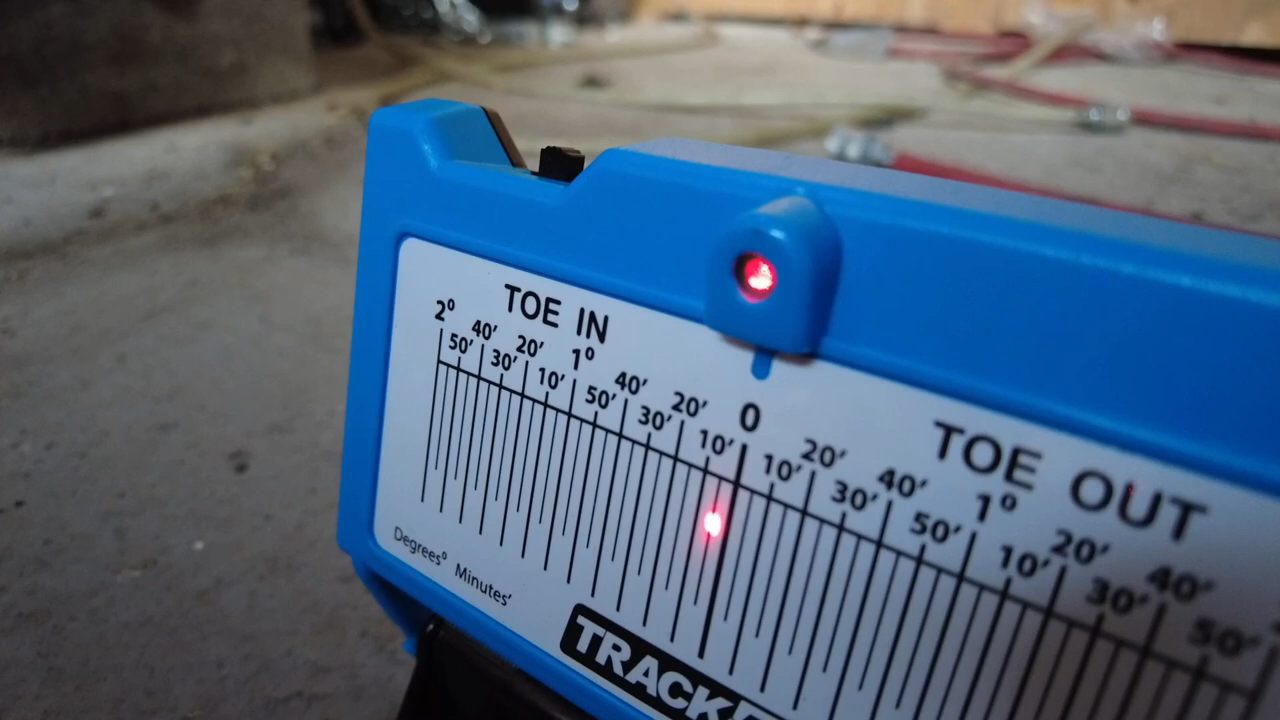 TOE IN
2° 50′ 40′ 30′ 20′ 10′ 1° 50′ 40′ 30′ 20′ 10′ 0 10′ 20′ 30′ 40′ 50′ 1° 10′ 20′ 30′ 40′ 50′
TOE OUT
Degrees° Minutes′